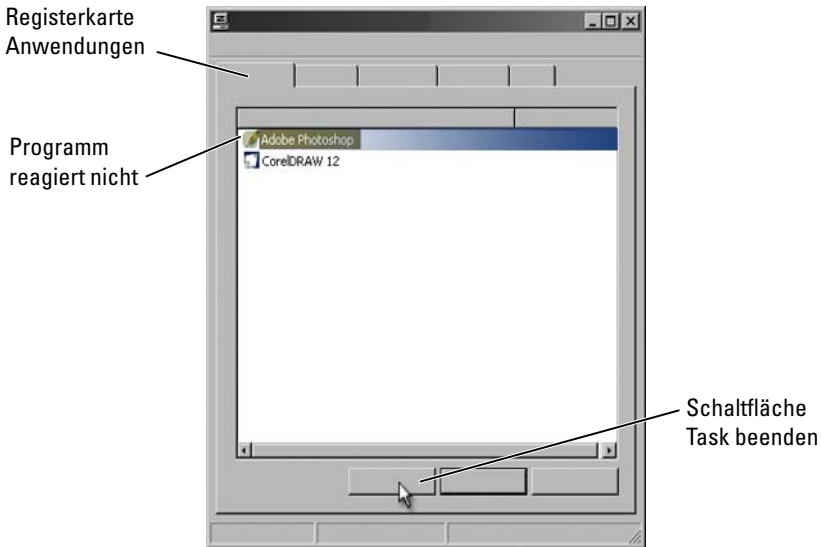 Registerkarte
Anwendungen
Programm
reagiert nicht
Adobe Photoshop
CorelDRAW 12
Schaltfläche
Task beenden